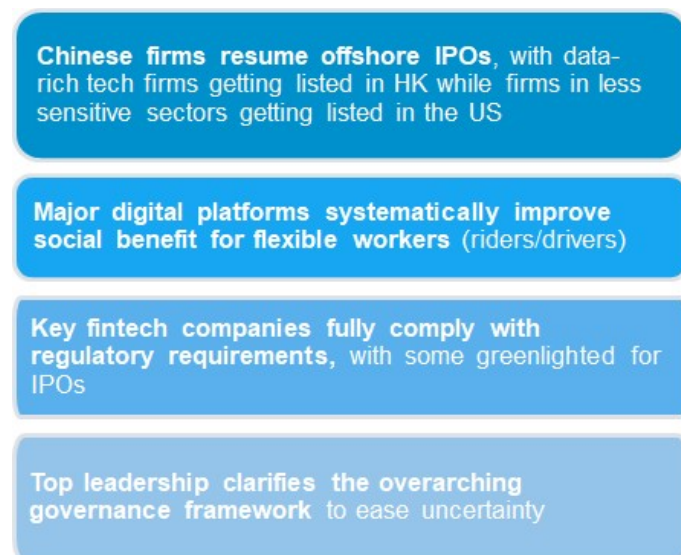 Chinese firms resume offshore IPOs, with data-
rich tech firms getting listed in HK while firms in less
sensitive sectors getting listed in the US
Major digital platforms systematically improve
social benefit for flexible workers (riders/drivers)
Key fintech companies fully comply with
regulatory requirements, with some greenlighted for
IPOs
Top leadership clarifies the overarching
governance framework to ease uncertainty